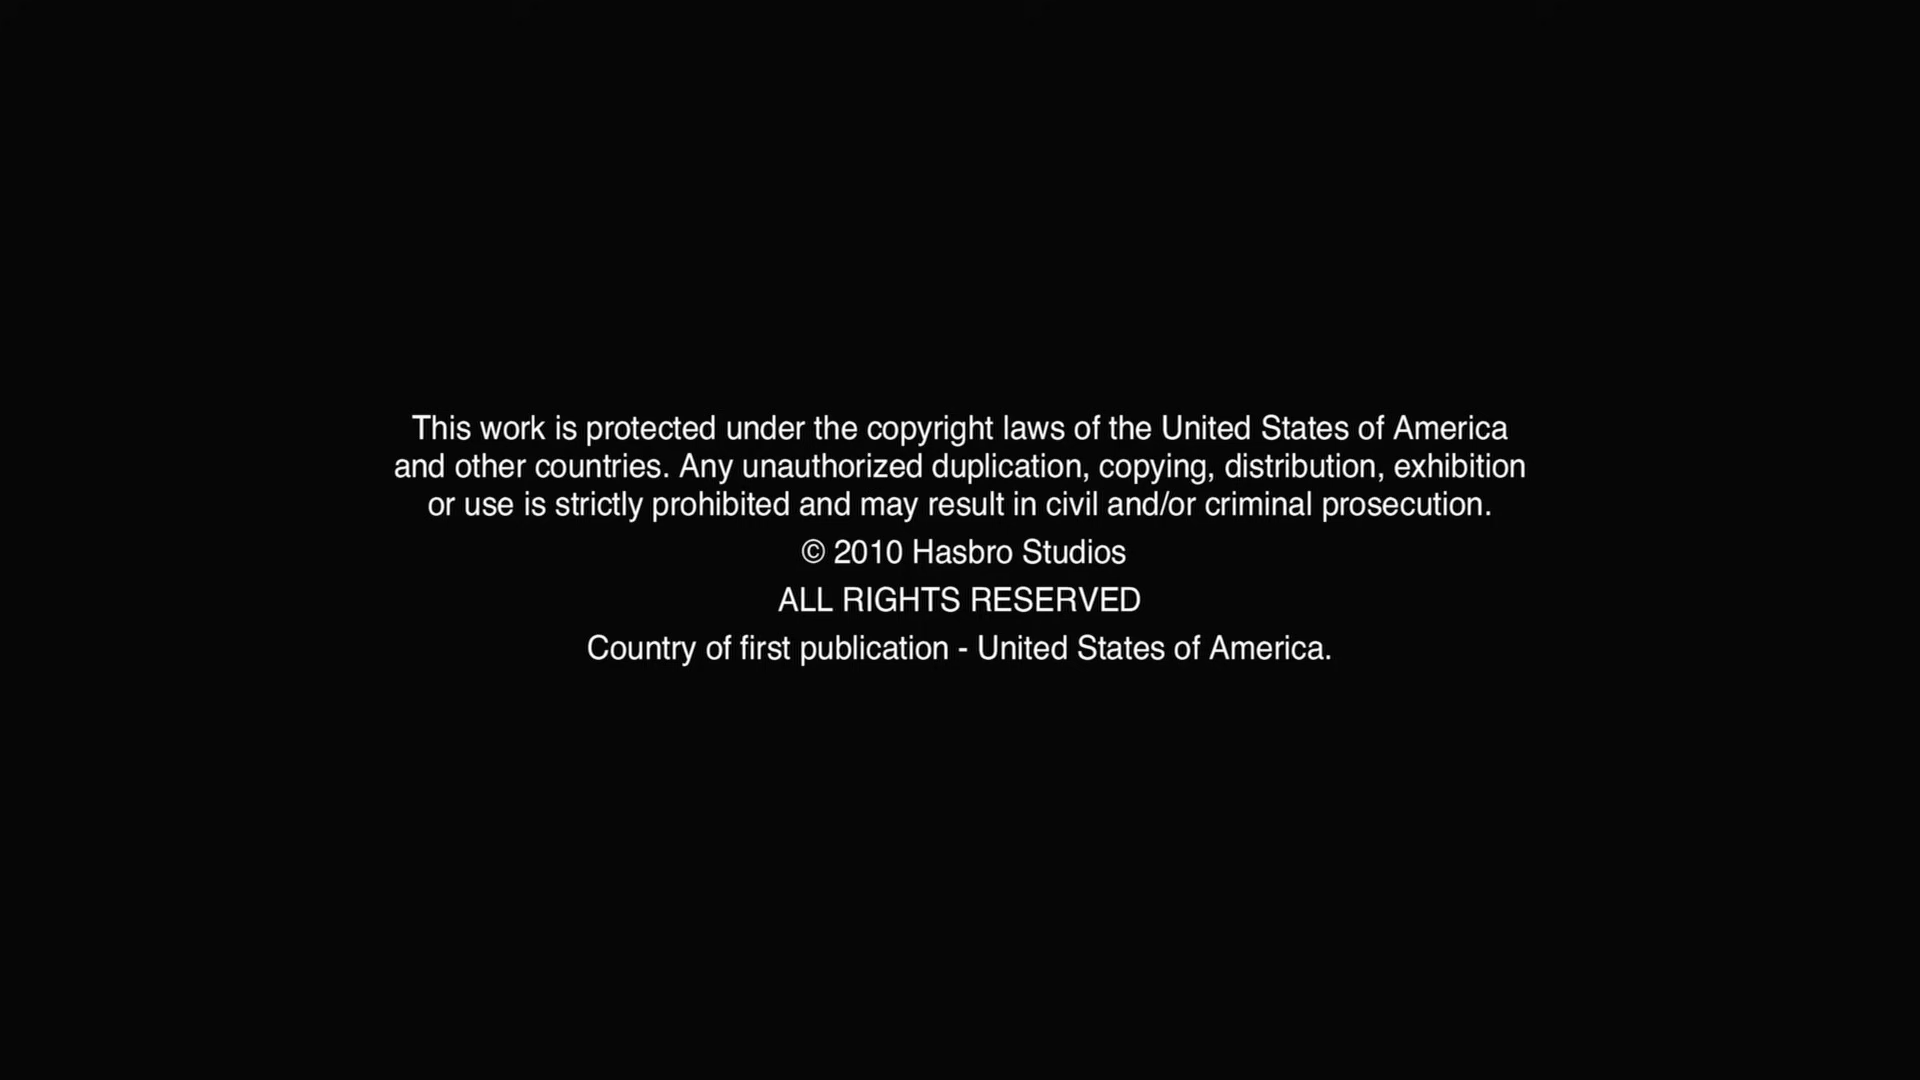 This work is protected under the copyright laws of the United States of America
and other countries. Any unauthorized duplication, copying, distribution, exhibition
or use is strictly prohibited and may result in civil and/or criminal prosecution.
© 2010 Hasbro Studios
ALL RIGHTS RESERVED
Country of first publication - United States of America.